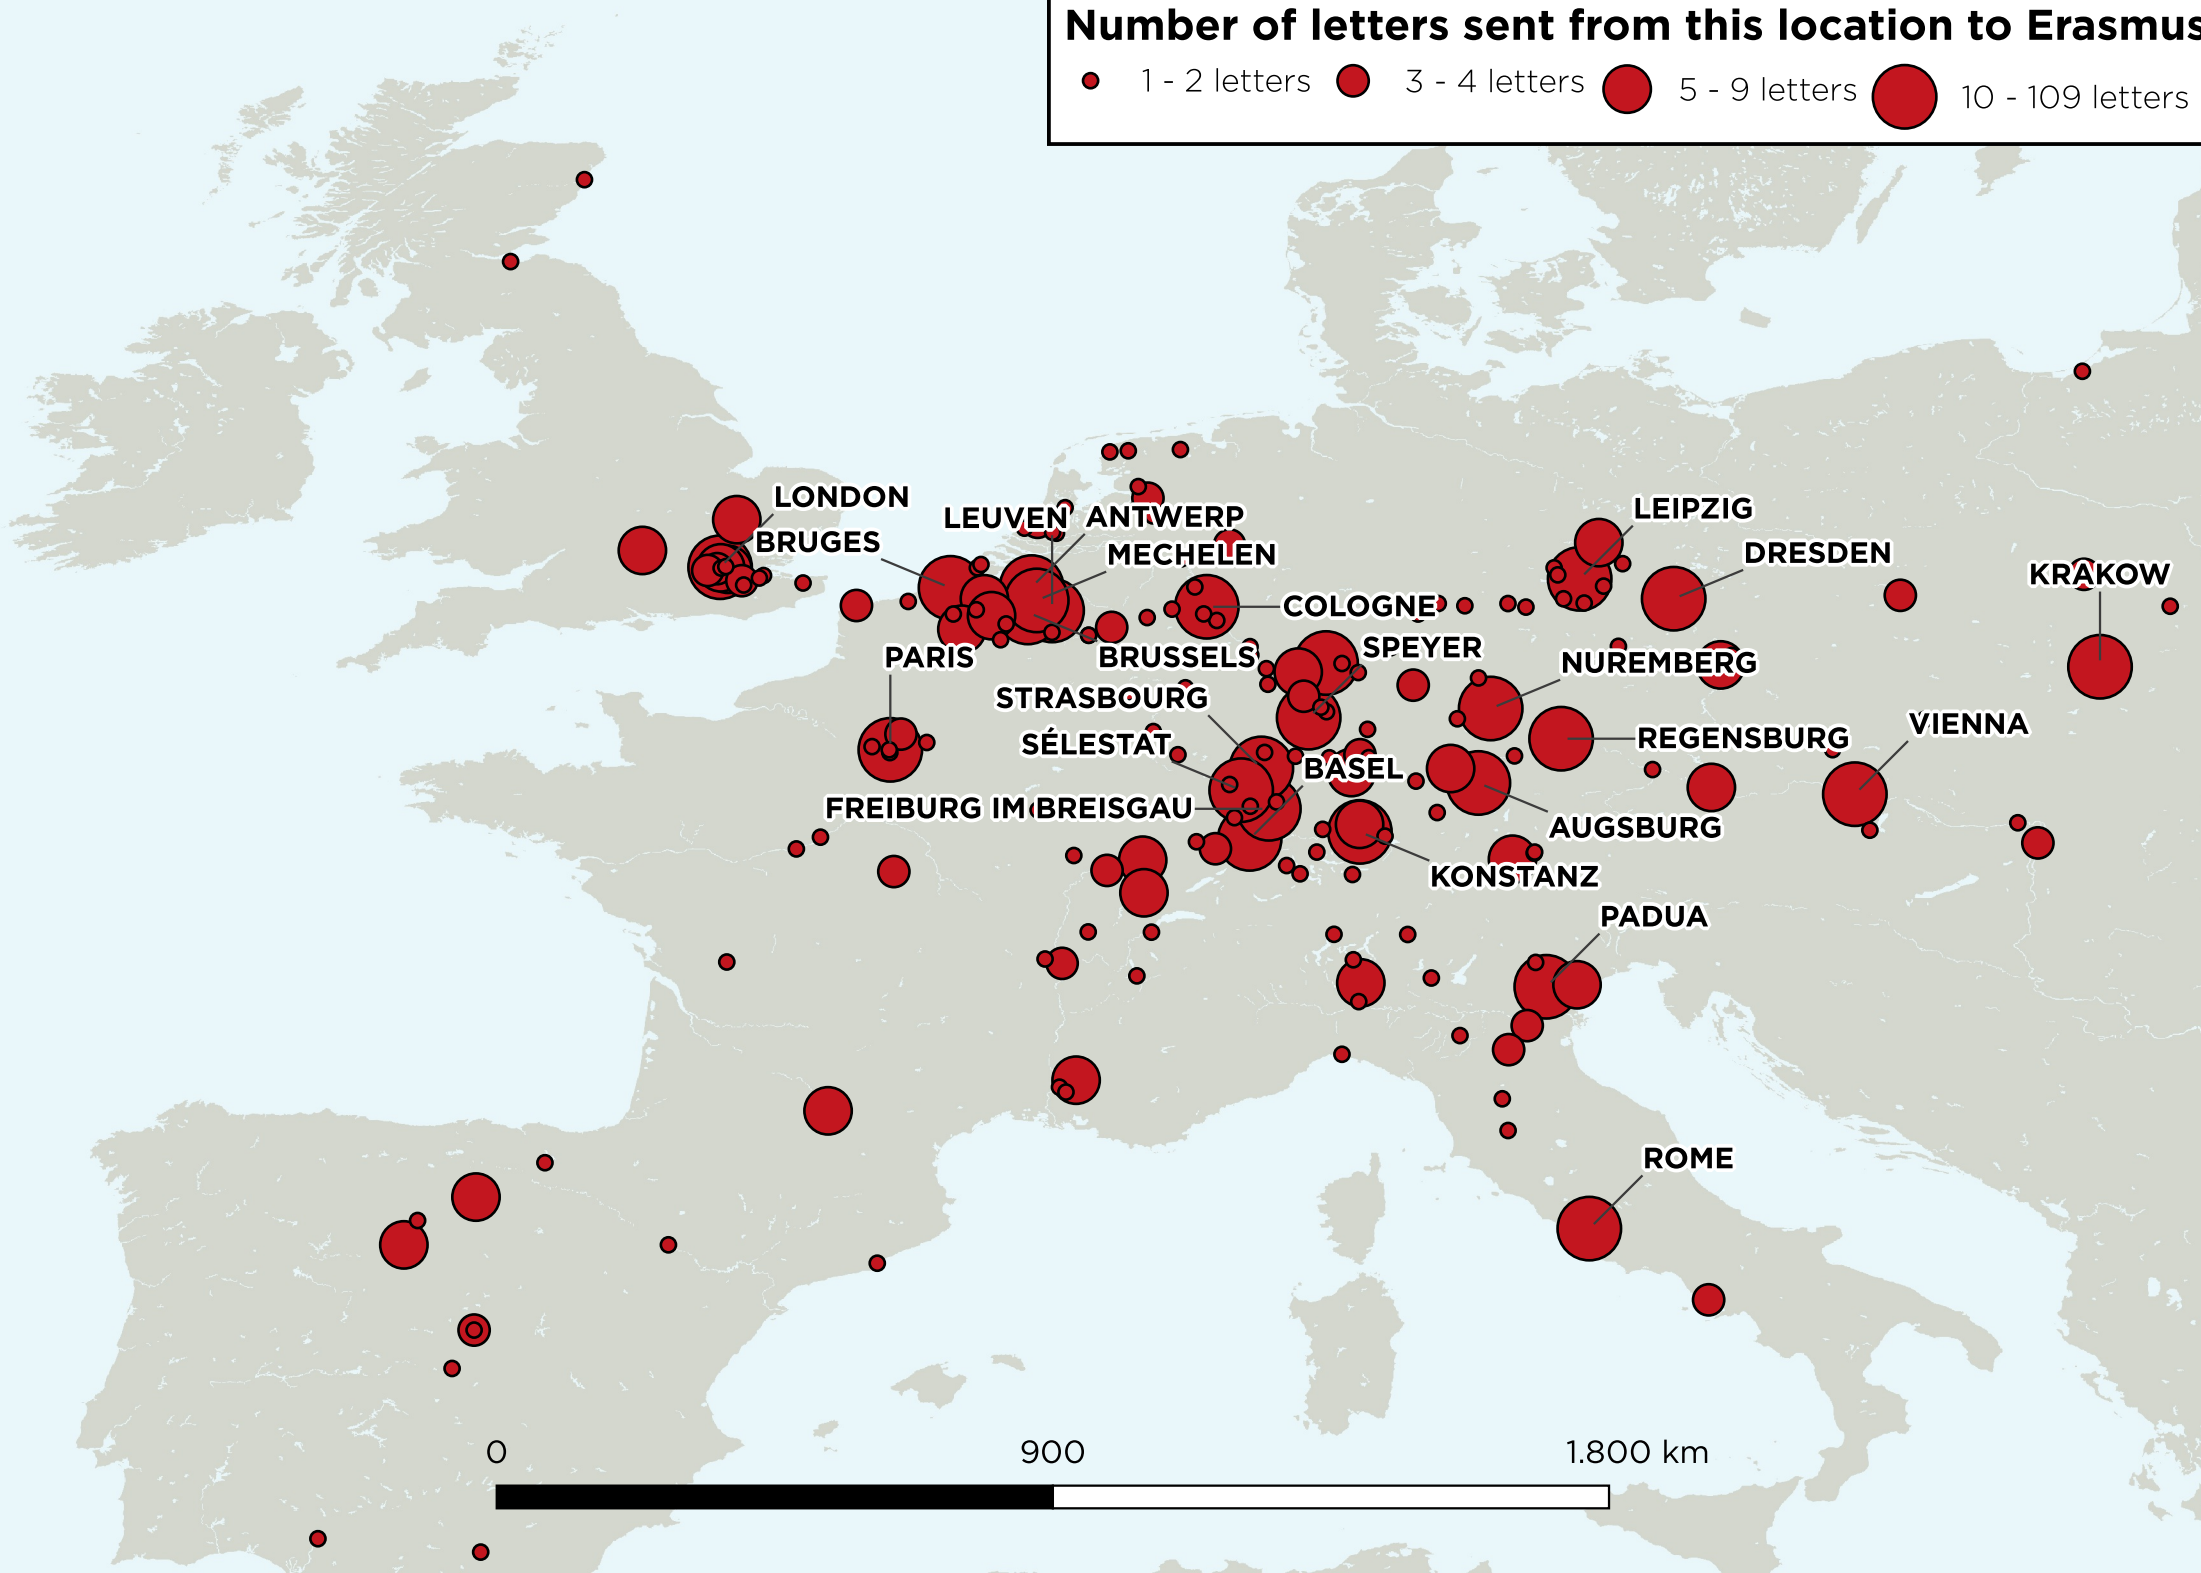 Number of letters sent from this location to Erasmus
1 - 2 letters
3 - 4 letters
5 - 9 letters
10 - 109 letters
LONDON
LEUVEN
ANTWERP
LEIPZIG
BRUGES
MECHELEN
DRESDEN
KRAKOW
COLOGNE
PARIS
BRUSSELS
SPEYER
NUREMBERG
STRASBOURG
VIENNA
SÉLESTAT
REGENSBURG
BASEL
FREIBURG IM BREISGAU
AUGSBURG
KONSTANZ
PADUA
ROME
0
900
1.800 km